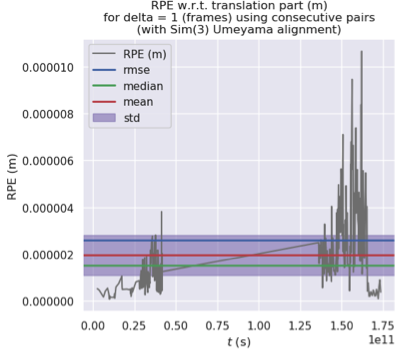 RPE w.r.t. translation part (m)
for delta = 1 (frames) using consecutive pairs
(with Sim(3) Umeyama alignment)
RPE (m)
rmse
median
mean
std
RPE (m)
0.000010
0.000008
0.000006
0.000004
0.000002
0.000000
0.00 0.25 0.50 0.75 1.00 1.25 1.50 1.75
1e11
t (s)